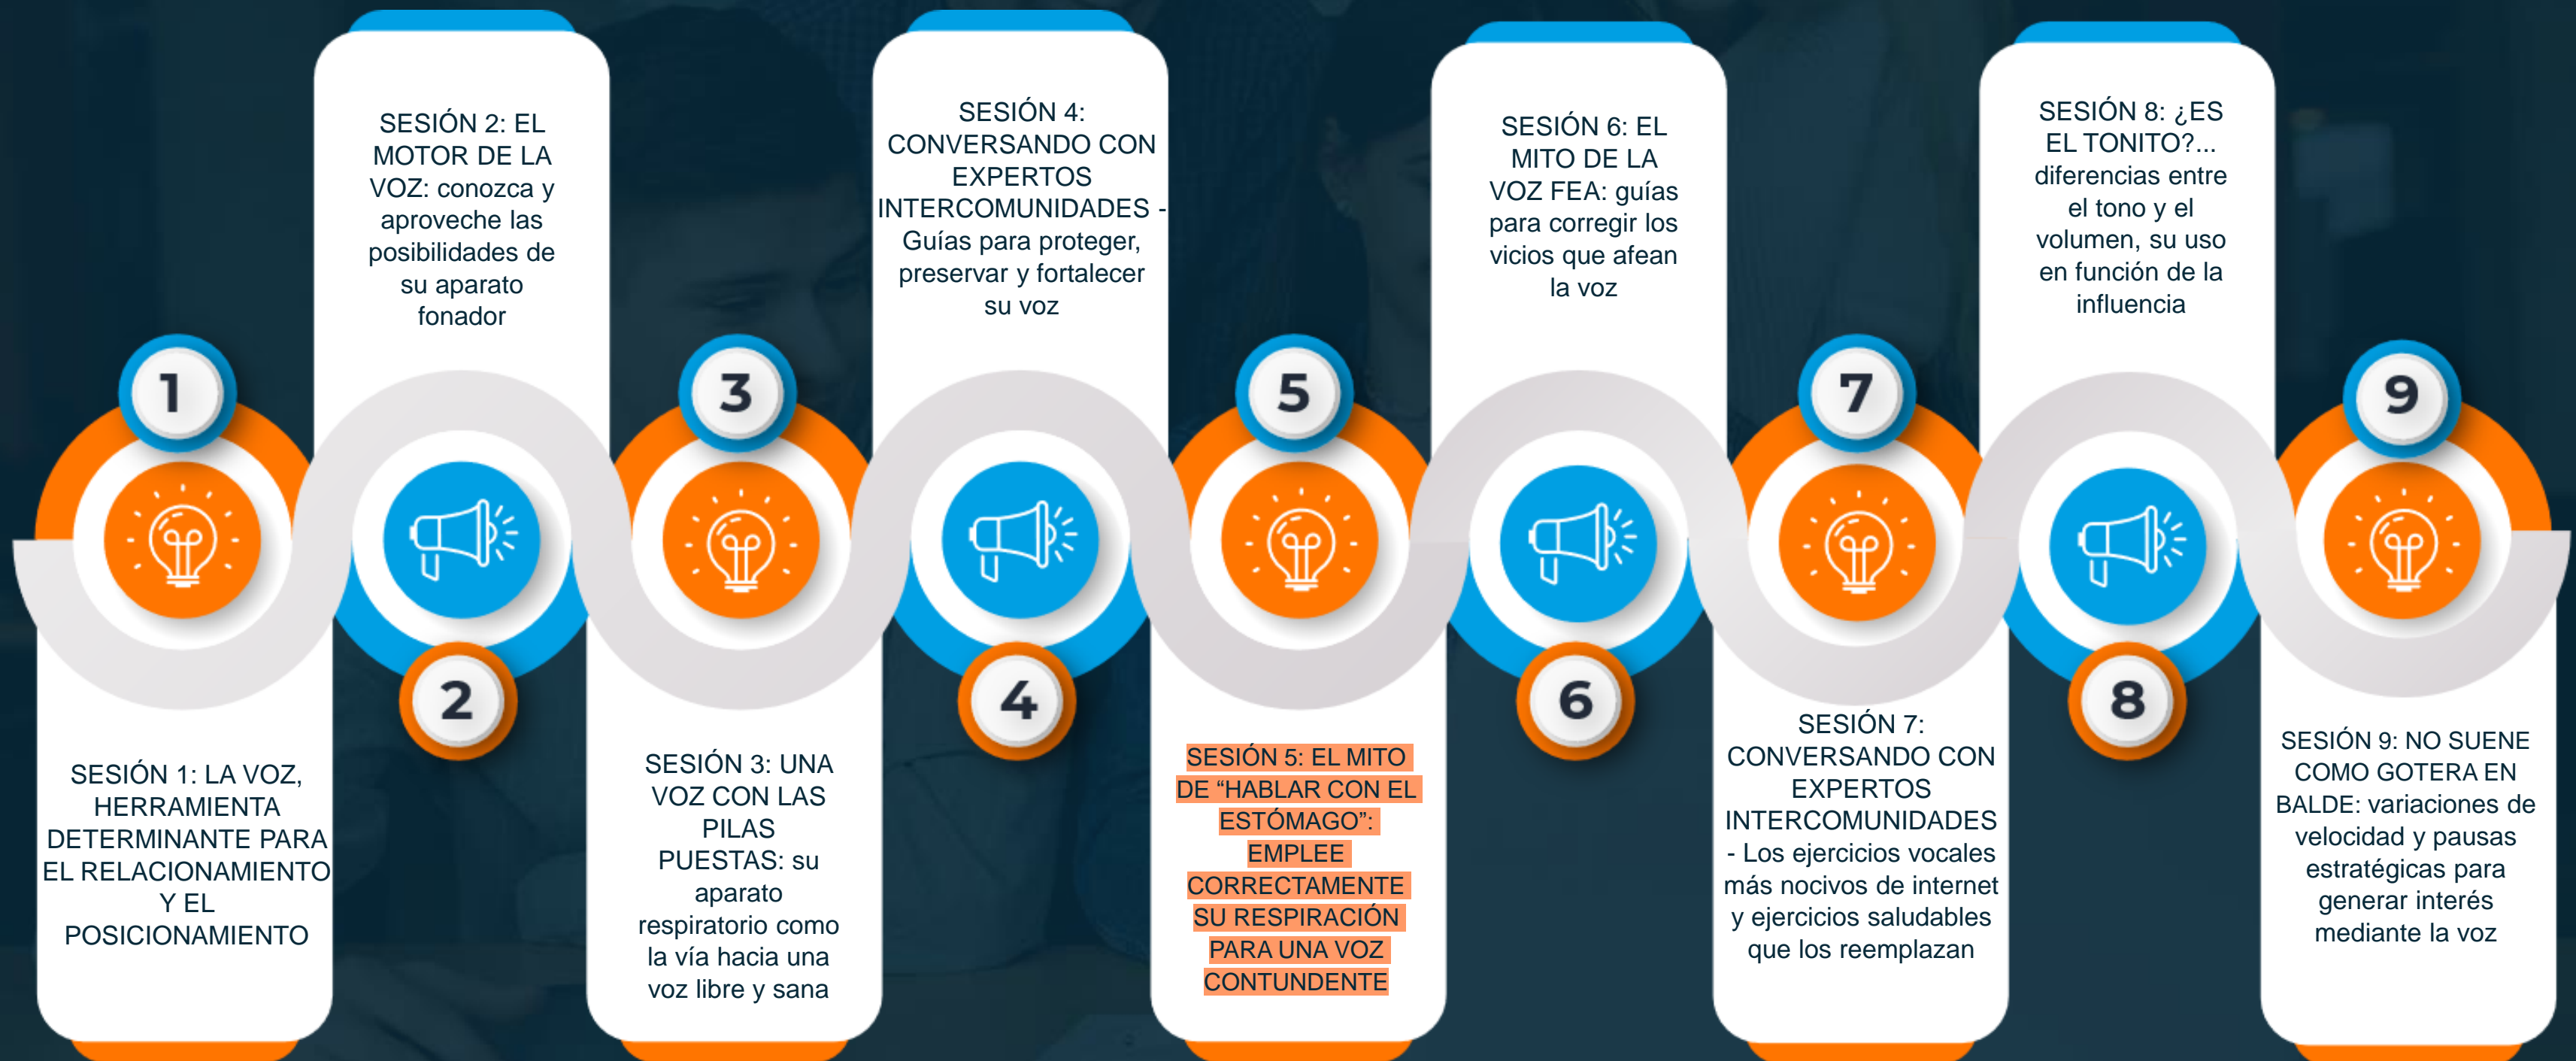 1
SESIÓN 1: LA VOZ,
HERRAMIENTA
DETERMINANTE PARA
EL RELACIONAMIENTO
Y EL
POSICIONAMIENTO
SESIÓN 2: EL
MOTOR DE LA
VOZ: conozca y
aproveche las
posibilidades de
su aparato
fonador
2
3
SESIÓN 3: UNA
VOZ CON LAS
PILAS
PUESTAS: su
aparato
respiratorio como
la vía hacia una
voz libre y sana
SESIÓN 4:
CONVERSANDO CON
EXPERTOS
INTERCOMUNIDADES -
Guías para proteger,
preservar y fortalecer
su voz
4
5
SESIÓN 5: EL MITO
DE “HABLAR CON EL
ESTÓMAGO”:
EMPLEE
CORRECTAMENTE
SU RESPIRACIÓN
PARA UNA VOZ
CONTUNDENTE
SESIÓN 6: EL
MITO DE LA
VOZ FEA: guías
para corregir los
vicios que afean
la voz
6
7
SESIÓN 7:
CONVERSANDO CON
EXPERTOS
INTERCOMUNIDADES
- Los ejercicios vocales
más nocivos de internet
y ejercicios saludables
que los reemplazan
SESIÓN 8: ¿ES
EL TONITO?...
diferencias entre
el tono y el
volumen, su uso
en función de la
influencia
8
9
SESIÓN 9: NO SUENE
COMO GOTERA EN
BALDE: variaciones de
velocidad y pausas
estratégicas para
generar interés
mediante la voz